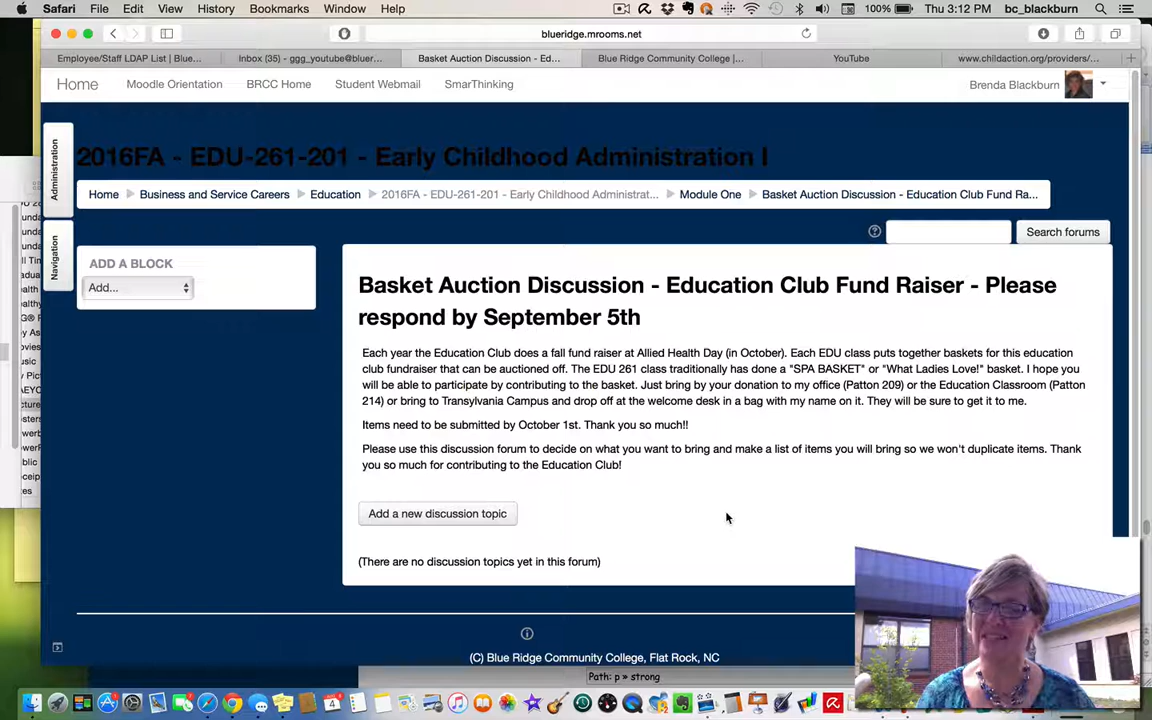 Safari File Edit View History Bookmarks Window Help 100% Thu 3:12 PM bc_blackburn
blueridge.mrooms.net
Employee/Staff LDAP List | Blue... Inbox (35) - ggg_youtube@bluer... Basket Auction Discussion - Ed... Blue Ridge Community College |... YouTube www.childaction.org/providers/...
Home Moodle Orientation BRCC Home Student Webmail SmarThinking Brenda Blackburn
Administration
2016FA - EDU-261-201 - Early Childhood Administration I
Home Business and Service Careers Education 2016FA - EDU-261-201 - Early Childhood Administrat... Module One Basket Auction Discussion - Education Club Fund Ra...
Navigation
Search forums
ADD A BLOCK
Add...
Basket Auction Discussion - Education Club Fund Raiser - Please
respond by September 5th
Each year the Education Club does a fall fund raiser at Allied Health Day (in October). Each EDU class puts together baskets for this education
club fundraiser that can be auctioned off. The EDU 261 class traditionally has done a "SPA BASKET" or "What Ladies Love!" basket. I hope you
will be able to participate by contributing to the basket. Just bring by your donation to my office (Patton 209) or the Education Classroom (Patton
214) or bring to Transylvania Campus and drop off at the welcome desk in a bag with my name on it. They will be sure to get it to me.
Items need to be submitted by October 1st. Thank you so much!!
Please use this discussion forum to decide on what you want to bring and make a list of items you will bring so we won't duplicate items. Thank
you so much for contributing to the Education Club!
Add a new discussion topic
(There are no discussion topics yet in this forum)
(C) Blue Ridge Community College, Flat Rock, NC
Path: p » strong